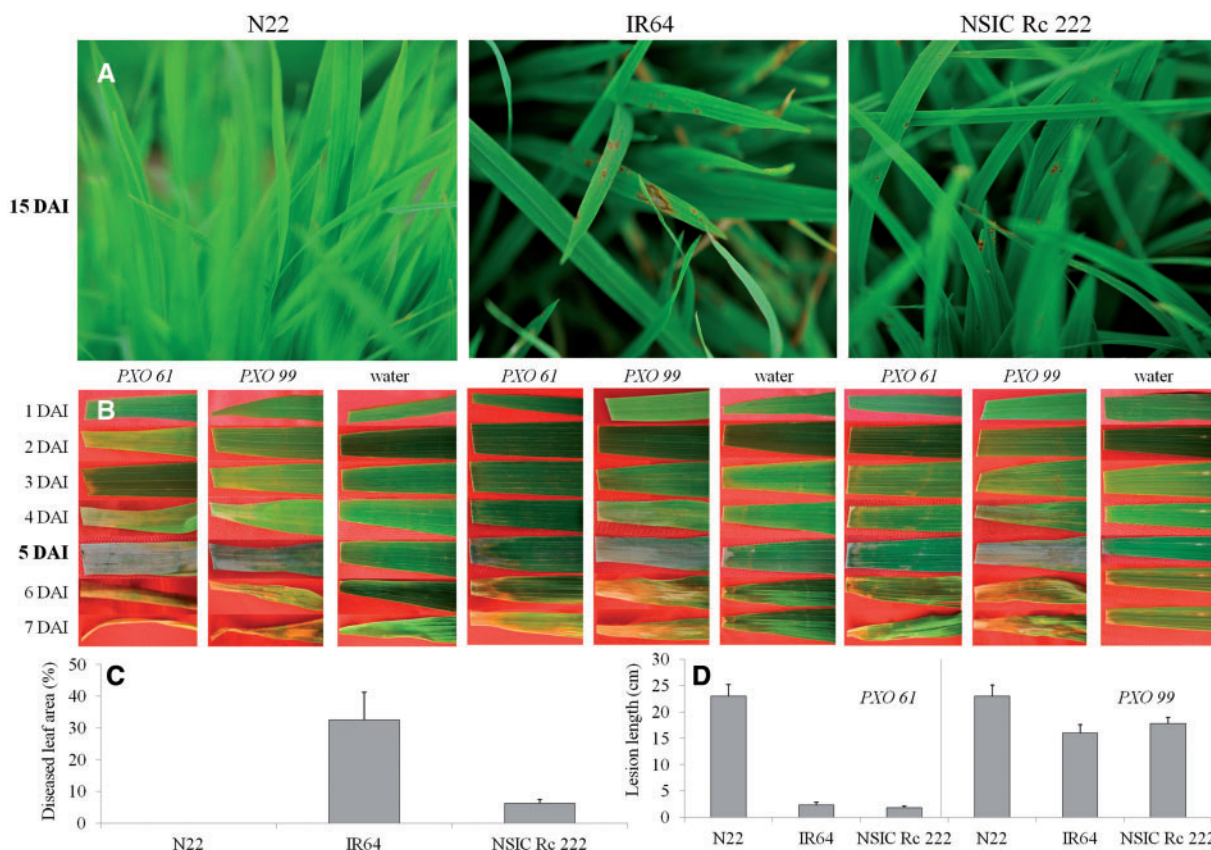 N22 IR64 NSIC Rc 222
A
15 DAI
PXO 61 PXO 99 water PXO 61 PXO 99 water PXO 61 PXO 99 water
B
1 DAI
2 DAI
3 DAI
4 DAI
5 DAI
6 DAI
7 DAI
C
Diseased leaf area (%)
50
40
30
20
10
0
N22 IR64 NSIC Rc 222
D
Lesion length (cm)
30
25
20
15
10
5
0
PXO 61 PXO 99
N22 IR64 NSIC Rc 222 N22 IR64 NSIC Rc 222